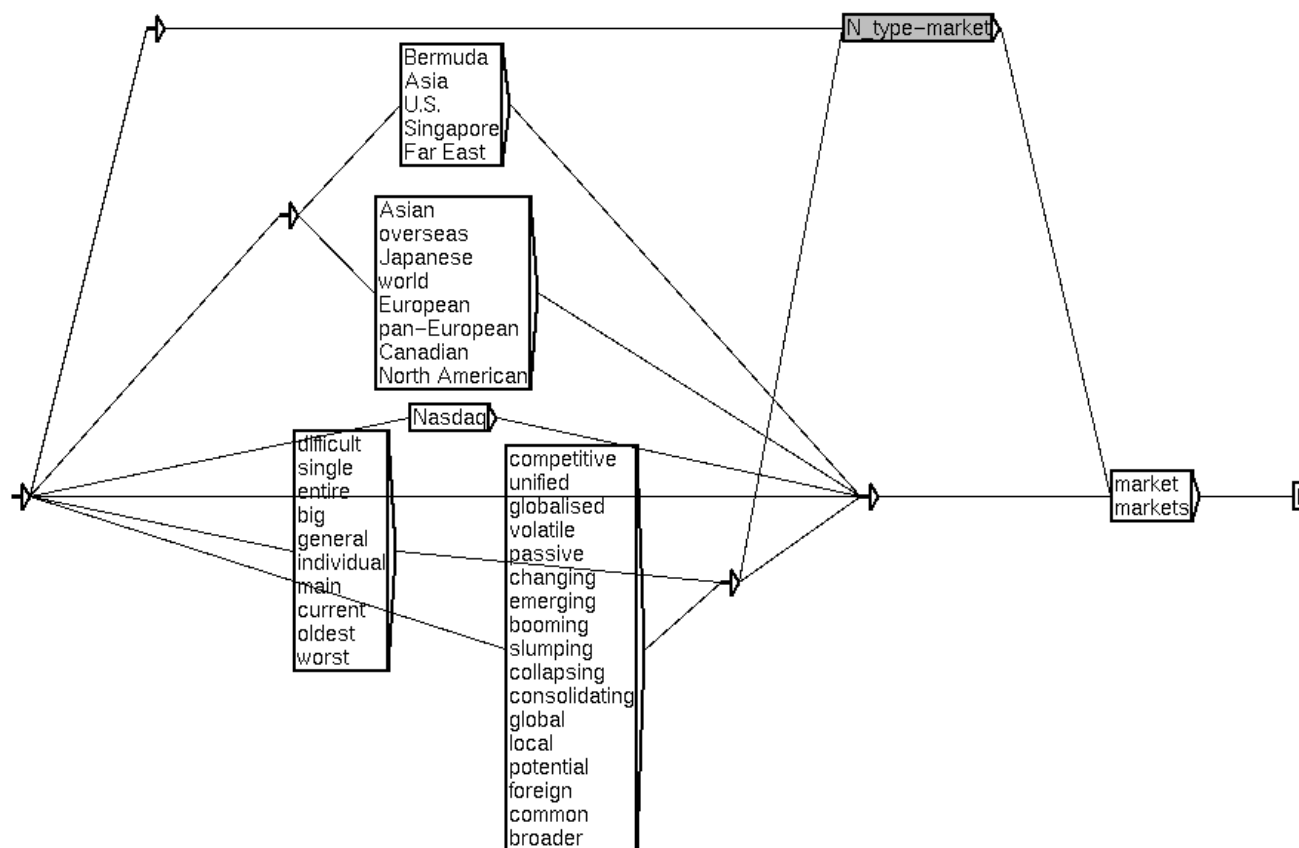 N_type-market
Bermuda
Asia
U.S.
Singapore
Far East
Asian
overseas
Japanese
world
European
pan-European
Canadian
North American
Nasdaq
difficult
single
entire
big
general
individual
main
current
oldest
worst
competitive
unified
globalised
volatile
passive
changing
emerging
booming
slumping
collapsing
consolidating
global
local
potential
foreign
common
broader
market
markets